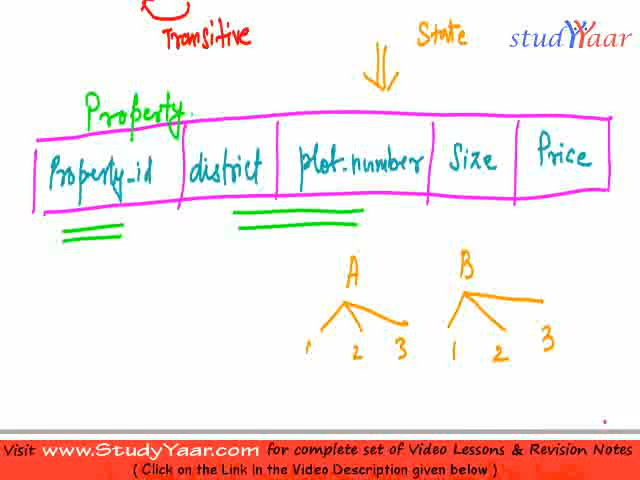 Transitive State studYYaar
Property
Property_id district plot_number Size Price
A B
1 2 3 1 2 3
Visit www.StudyYaar.com for complete set of Video Lessons & Revision Notes
( Click on the Link In the Video Description given below )